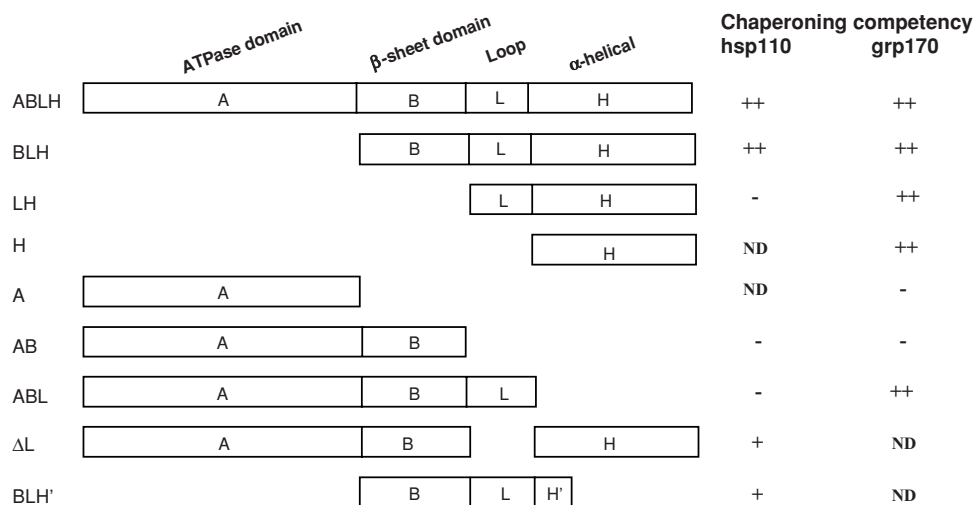 Chaperoning competency
hsp110 grp170
ATPase domain β-sheet domain Loop α-helical
ABLH A B L H ++ ++
BLH B L H ++ ++
LH L H - ++
H H ND ++
A A ND -
AB A B - -
ABL A B L - ++
ΔL A B H + ND
BLH' B L H' + ND